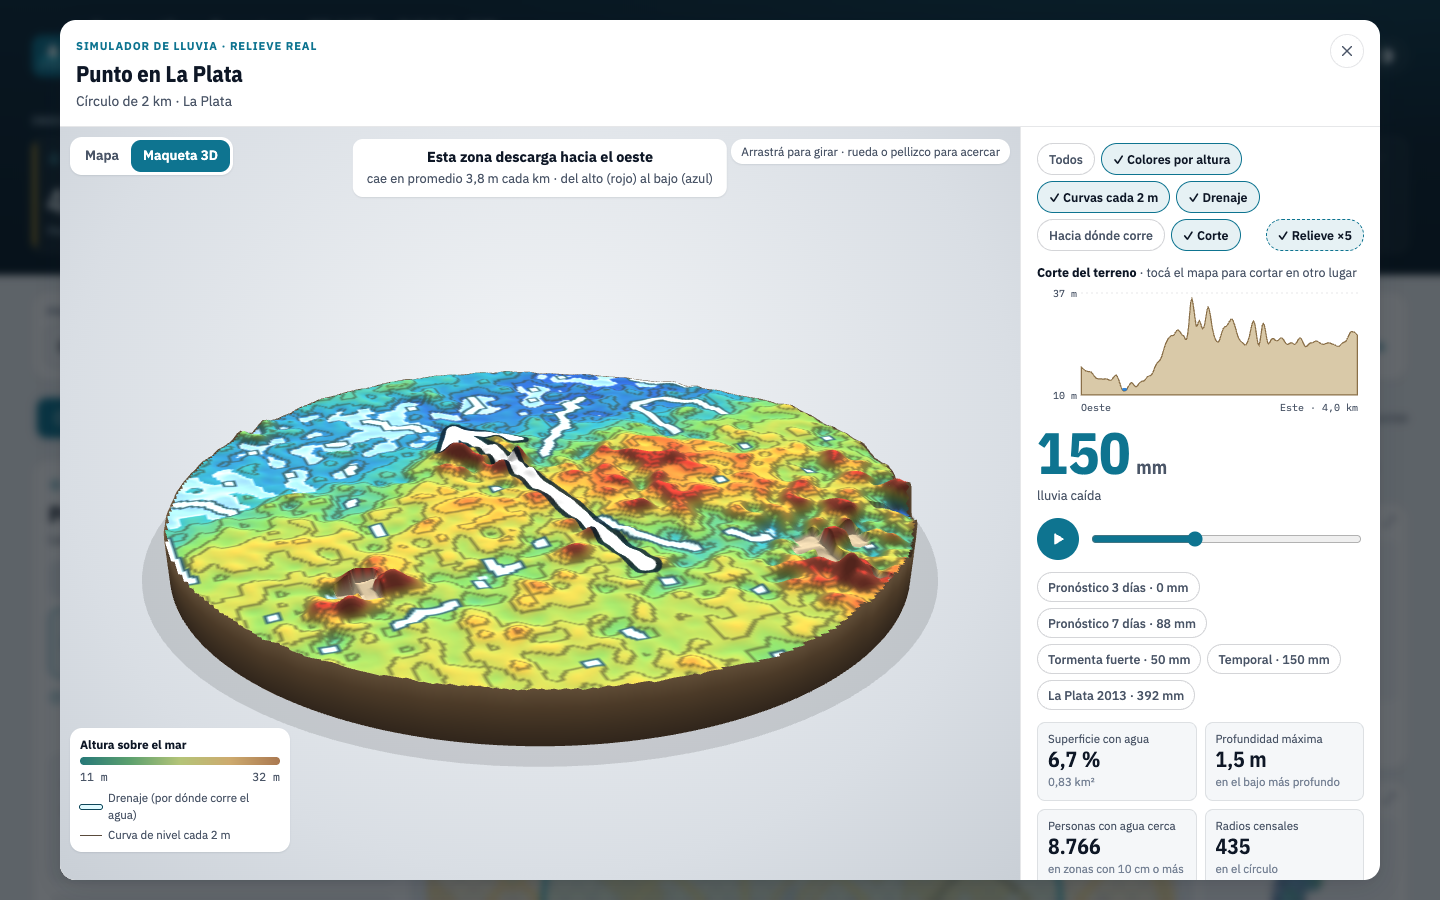 SIMULADOR DE LLUVIA · RELIEVE REAL
Punto en La Plata
Círculo de 2 km · La Plata
Mapa
Maqueta 3D
Esta zona descarga hacia el oeste
cae en promedio 3,8 m cada km · del alto (rojo) al bajo (azul)
Arrastrá para girar · rueda o pellizco para acercar
Todos
✓ Colores por altura
✓ Curvas cada 2 m
✓ Drenaje
Hacia dónde corre
✓ Corte
✓ Relieve ×5
Corte del terreno · tocá el mapa para cortar en otro lugar
37 m
10 m
Oeste
Este · 4,0 km
150 mm
lluvia caída
Pronóstico 3 días · 0 mm
Pronóstico 7 días · 88 mm
Tormenta fuerte · 50 mm
Temporal · 150 mm
La Plata 2013 · 392 mm
Superficie con agua
6,7 %
0,83 km²
Profundidad máxima
1,5 m
en el bajo más profundo
Personas con agua cerca
8.766
en zonas con 10 cm o más
Radios censales
435
en el círculo
Altura sobre el mar
11 m
32 m
Drenaje (por dónde corre el
agua)
Curva de nivel cada 2 m